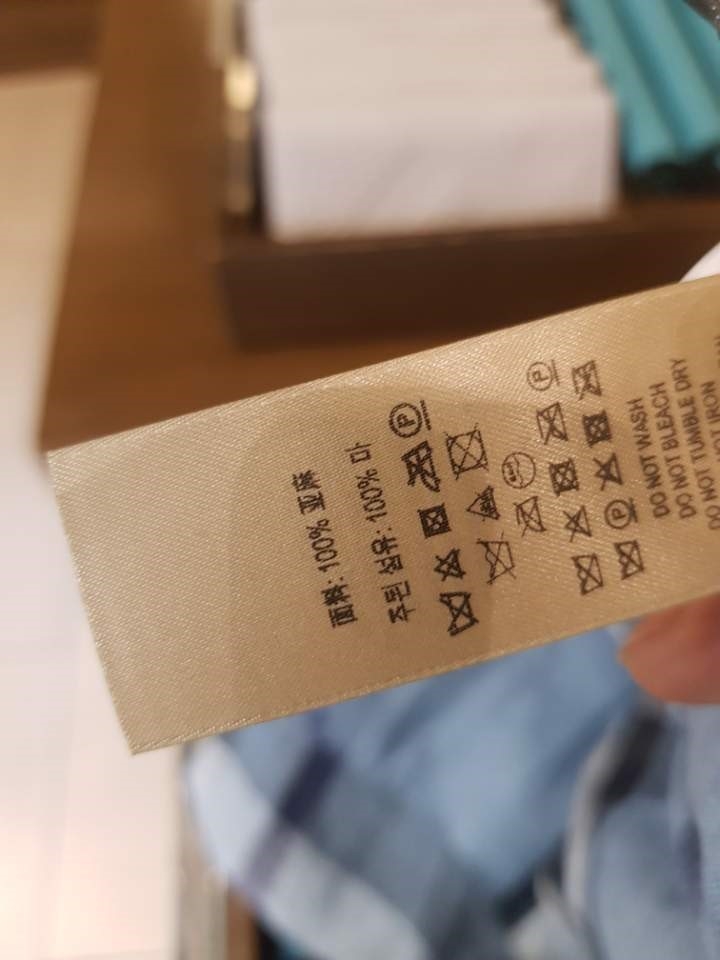 面料: 100% 亚麻
주된 섬유: 100% 마
DO NOT WASH
DO NOT BLEACH
DO NOT TUMBLE DRY